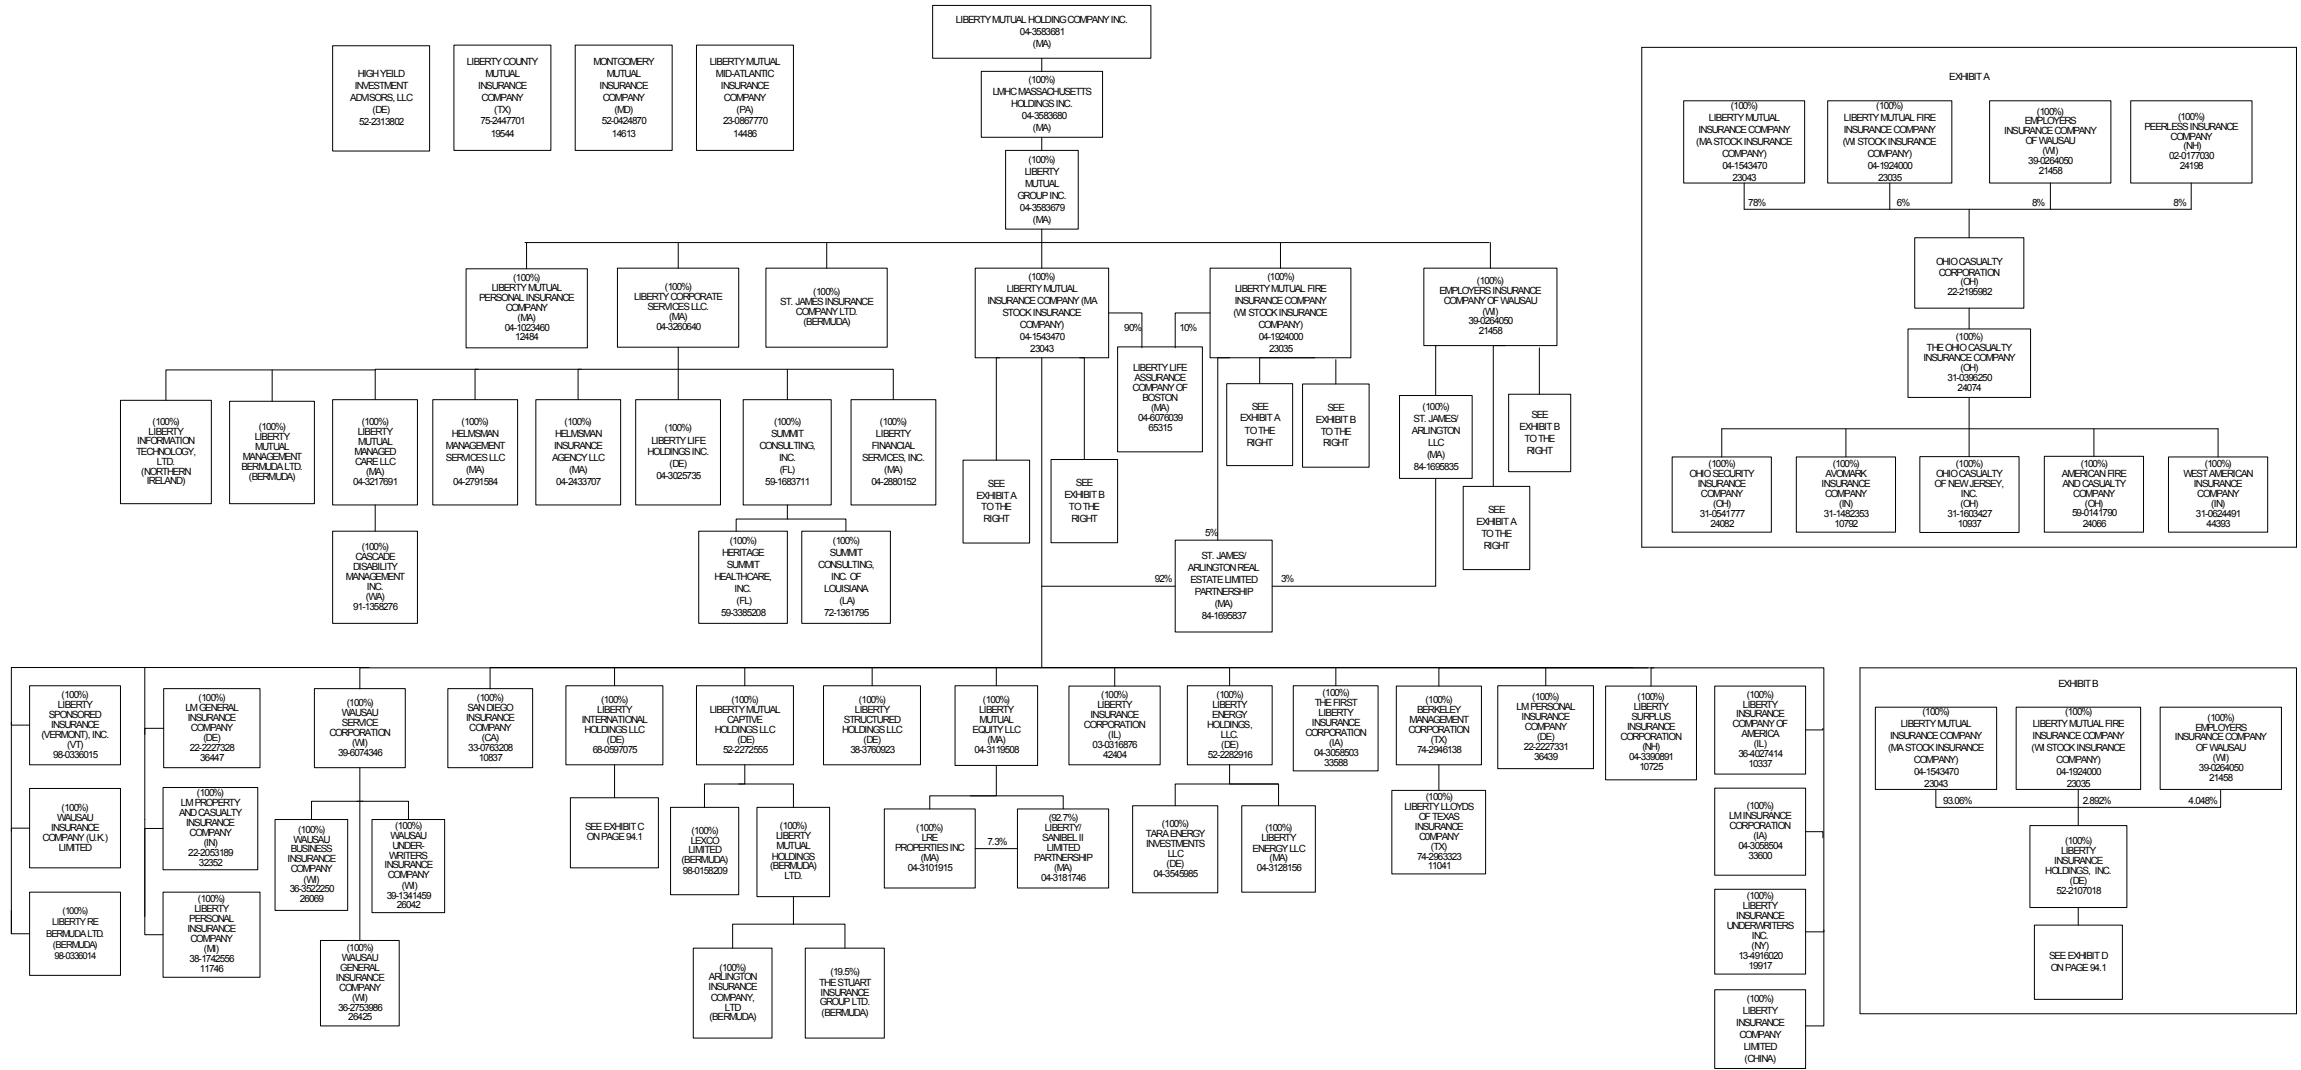 LIBERTY MUTUAL HOLDING COMPANY INC.
04-3583681
(MA)
HIGH YEILD
INVESTMENT
ADVISORS, LLC
(DE)
52-2313802
LIBERTY COUNTY
MUTUAL
INSURANCE
COMPANY
(TX)
75-2447701
19544
MONTGOMERY
MUTUAL
INSURANCE
COMPANY
(MD)
52-0424870
14613
LIBERTY MUTUAL
MID-ATLANTIC
INSURANCE
COMPANY
(PA)
23-0867770
14486
(100%)
LMHC MASSACHUSETTS
HOLDINGS INC.
04-3583680
(MA)
(100%)
LIBERTY
MUTUAL
GROUP INC.
04-3583679
(MA)
(100%)
LIBERTY MUTUAL
PERSONAL INSURANCE
COMPANY
(MA)
04-1023460
12484
(100%)
LIBERTY CORPORATE
SERVICES LLC.
(MA)
04-3260640
(100%)
ST. JAMES INSURANCE
COMPANY LTD.
(BERMUDA)
(100%)
LIBERTY MUTUAL
INSURANCE COMPANY (MA
STOCK INSURANCE
COMPANY)
04-1543470
23043
90%
10%
(100%)
LIBERTY MUTUAL FIRE
INSURANCE COMPANY
(WI STOCK INSURANCE
COMPANY)
04-1924000
23035
(100%)
EMPLOYERS INSURANCE
COMPANY OF WAUSAU
(WI)
39-0264050
21458
LIBERTY LIFE
ASSURANCE
COMPANY OF
BOSTON
(MA)
04-6076039
65315
SEE
EXHIBIT A
TO THE
RIGHT
SEE
EXHIBIT B
TO THE
RIGHT
(100%)
ST. JAMES/
ARLINGTON
LLC
(MA)
84-1695835
SEE
EXHIBIT B
TO THE
RIGHT
(100%)
LIBERTY
INFORMATION
TECHNOLOGY,
LTD.
(NORTHERN
IRELAND)
(100%)
LIBERTY
MUTUAL
MANAGEMENT
BERMUDA LTD.
(BERMUDA)
(100%)
LIBERTY
MUTUAL
MANAGED
CARE LLC
(MA)
04-3217691
(100%)
HELMSMAN
MANAGEMENT
SERVICES LLC
(MA)
04-2791584
(100%)
HELMSMAN
INSURANCE
AGENCY LLC
(MA)
04-2433707
(100%)
LIBERTY LIFE
HOLDINGS INC.
(DE)
04-3025735
(100%)
SUMMIT
CONSULTING,
INC.
(FL)
59-1683711
(100%)
LIBERTY
FINANCIAL
SERVICES, INC.
(MA)
04-2880152
SEE
EXHIBIT A
TO THE
RIGHT
SEE
EXHIBIT B
TO THE
RIGHT
SEE
EXHIBIT A
TO THE
RIGHT
(100%)
CASCADE
DISABILITY
MANAGEMENT
INC.
(WA)
91-1358276
(100%)
HERITAGE
SUMMIT
HEALTHCARE,
INC.
(FL)
59-3385208
(100%)
SUMMIT
CONSULTING,
INC. OF
LOUISIANA
(LA)
72-1361795
5%
92%
ST. JAMES/
ARLINGTON REAL
ESTATE LIMITED
PARTNERSHIP
(MA)
84-1695837
3%
EXHIBIT A
(100%)
LIBERTY MUTUAL
INSURANCE COMPANY
(MA STOCK INSURANCE
COMPANY)
04-1543470
23043
(100%)
LIBERTY MUTUAL FIRE
INSURANCE COMPANY
(WI STOCK INSURANCE
COMPANY)
04-1924000
23035
(100%)
EMPLOYERS
INSURANCE COMPANY
OF WAUSAU
(WI)
39-0264050
21458
(100%)
PEERLESS INSURANCE
COMPANY
(NH)
02-0177030
24198
78%
6%
8%
8%
OHIO CASUALTY
CORPORATION
(OH)
22-2195982
(100%)
THE OHIO CASUALTY
INSURANCE COMPANY
(OH)
31-0396250
24074
(100%)
OHIO SECURITY
INSURANCE
COMPANY
(OH)
31-0541777
24082
(100%)
AVOMARK
INSURANCE
COMPANY
(IN)
31-1482353
10792
(100%)
OHIO CASUALTY
OF NEW JERSEY,
INC.
(OH)
31-1603427
10937
(100%)
AMERICAN FIRE
AND CASUALTY
COMPANY
(OH)
59-0141790
24066
(100%)
WEST AMERICAN
INSURANCE
COMPANY
(IN)
31-0624491
44393
(100%)
LIBERTY
SPONSORED
INSURANCE
(VERMONT), INC.
(VT)
98-0336015
(100%)
LM GENERAL
INSURANCE
COMPANY
(DE)
22-2227328
36447
(100%)
WAUSAU
SERVICE
CORPORATION
(WI)
39-6074346
(100%)
SAN DIEGO
INSURANCE
COMPANY
(CA)
33-0763208
10837
(100%)
LIBERTY
INTERNATIONAL
HOLDINGS LLC
(DE)
68-0597075
(100%)
LIBERTY MUTUAL
CAPTIVE
HOLDINGS LLC
(DE)
52-2272555
(100%)
LIBERTY
STRUCTURED
HOLDINGS LLC
(DE)
38-3760923
(100%)
LIBERTY
MUTUAL
EQUITY LLC
(MA)
04-3119508
(100%)
LIBERTY
INSURANCE
CORPORATION
(IL)
03-0316876
42404
(100%)
LIBERTY
ENERGY
HOLDINGS,
LLC.
(DE)
52-2282916
(100%)
THE FIRST
LIBERTY
INSURANCE
CORPORATION
(IA)
04-3058503
33588
(100%)
BERKELEY
MANAGEMENT
CORPORATION
(TX)
74-2946138
(100%)
LM PERSONAL
INSURANCE
COMPANY
(DE)
22-2227331
36439
(100%)
LIBERTY
SURPLUS
INSURANCE
CORPORATION
(NH)
04-3390891
10725
(100%)
LIBERTY
INSURANCE
COMPANY OF
AMERICA
(IL)
36-4027414
10337
(100%)
WAUSAU
INSURANCE
COMPANY (U.K.)
LIMITED
(100%)
LM PROPERTY
AND CASUALTY
INSURANCE
COMPANY
(IN)
22-2053189
32352
(100%)
WAUSAU
BUSINESS
INSURANCE
COMPANY
(WI)
36-3522250
26069
(100%)
WAUSAU
UNDER-
WRITERS
INSURANCE
COMPANY
(WI)
39-1341459
26042
SEE EXHIBIT C
ON PAGE 94.1
(100%)
LEXCO
LIMITED
(BERMUDA)
98-0158209
(100%)
LIBERTY
MUTUAL
HOLDINGS
(BERMUDA)
LTD.
(100%)
LRE
PROPERTIES INC
(MA)
04-3101915
7.3%
(92.7%)
LIBERTY/
SANIBEL II
LIMITED
PARTNERSHIP
(MA)
04-3181746
(100%)
TARA ENERGY
INVESTMENTS
LLC
(DE)
04-3545985
(100%)
LIBERTY
ENERGY LLC
(MA)
04-3128156
(100%)
LIBERTY LLOYDS
OF TEXAS
INSURANCE
C0MPANY
(TX)
74-2963323
11041
(100%)
LM INSURANCE
CORPORATION
(IA)
04-3058504
33600
(100%)
LIBERTY RE
BERMUDA LTD.
(BERMUDA)
98-0336014
(100%)
LIBERTY
PERSONAL
INSURANCE
COMPANY
(MI)
38-1742556
11746
(100%)
WAUSAU
GENERAL
INSURANCE
COMPANY
(WI)
36-2753986
26425
(100%)
ARLINGTON
INSURANCE
COMPANY,
LTD
(BERMUDA)
(19.5%)
THE STUART
INSURANCE
GROUP LTD.
(BERMUDA)
(100%)
LIBERTY
INSURANCE
UNDERWRITERS
INC.
(NY)
13-4916020
19917
(100%)
LIBERTY
INSURANCE
COMPANY
LIMITED
(CHINA)
EXHIBIT B
(100%)
LIBERTY MUTUAL
INSURANCE COMPANY
(MA STOCK INSURANCE
COMPANY)
04-1543470
23043
(100%)
LIBERTY MUTUAL FIRE
INSURANCE COMPANY
(WI STOCK INSURANCE
COMPANY)
04-1924000
23035
(100%)
EMPLOYERS
INSURANCE COMPANY
OF WAUSAU
(WI)
39-0264050
21458
93.06%
2.892%
4.048%
(100%)
LIBERTY
INSURANCE
HOLDINGS, INC.
(DE)
52-2107018
SEE EXHIBIT D
ON PAGE 94.1